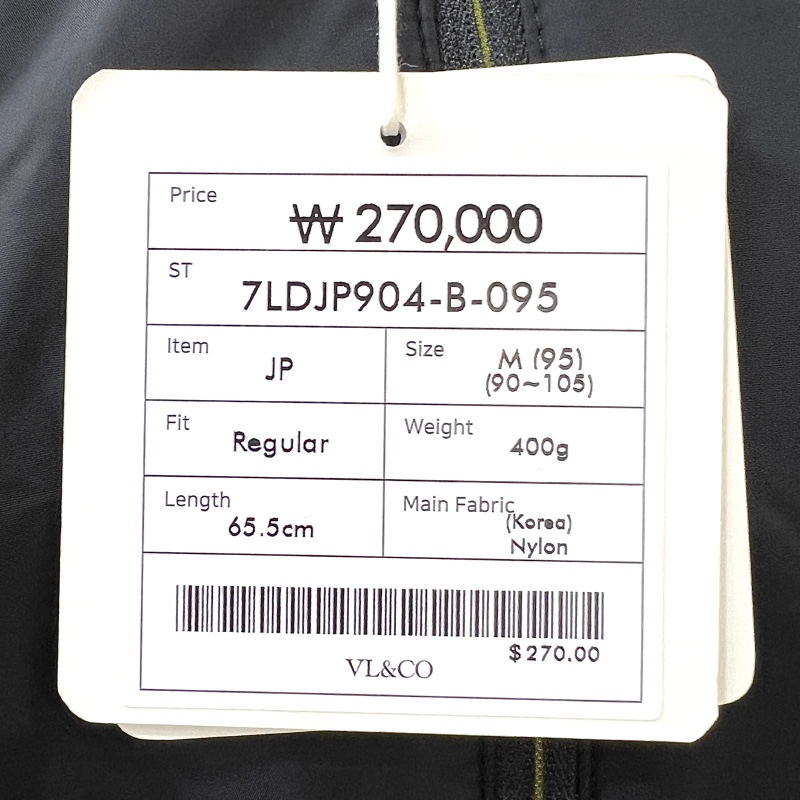 Price
₩ 270,000
ST
7LDJP904-B-095
Item
JP
Size
M (95)
(90~105)
Fit
Regular
Weight
400g
Length
65.5cm
Main Fabric
(Korea)
Nylon
$270.00
VL&CO